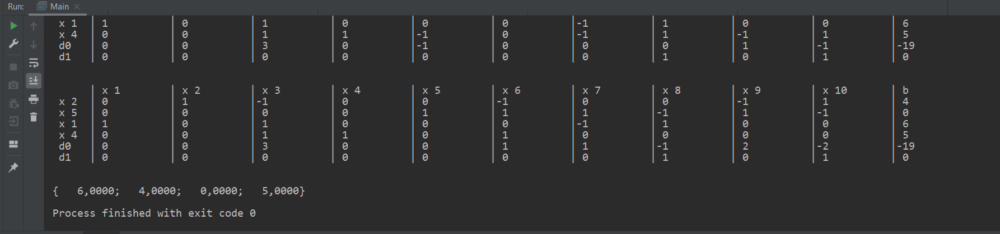 Run: Main
x 1 | 1 | 0 | 1 | 0 | 0 | 0 |-1 | 1 | 0 | 0 | 6
x 4 | 0 | 0 | 1 | 1 |-1 | 0 |-1 | 1 |-1 | 1 | 5
d0 | 0 | 0 | 3 | 0 |-1 | 0 | 0 | 0 | 1 |-1 |-19
d1 | 0 | 0 | 0 | 0 | 0 | 0 | 0 | 1 | 0 | 1 | 0
| x 1 | x 2 | x 3 | x 4 | x 5 | x 6 | x 7 | x 8 | x 9 | x 10 | b
x 2 | 0 | 1 |-1 | 0 | 0 |-1 | 0 | 0 |-1 | 1 | 4
x 5 | 0 | 0 | 0 | 0 | 1 | 1 | 1 |-1 | 1 |-1 | 0
x 1 | 1 | 0 | 1 | 0 | 0 | 0 |-1 | 1 | 0 | 0 | 6
x 4 | 0 | 0 | 1 | 1 | 0 | 1 | 0 | 0 | 0 | 0 | 5
d0 | 0 | 0 | 3 | 0 | 0 | 1 | 1 |-1 | 2 |-2 |-19
d1 | 0 | 0 | 0 | 0 | 0 | 0 | 0 | 1 | 0 | 1 | 0
{ 6,0000; 4,0000; 0,0000; 5,0000}
Process finished with exit code 0